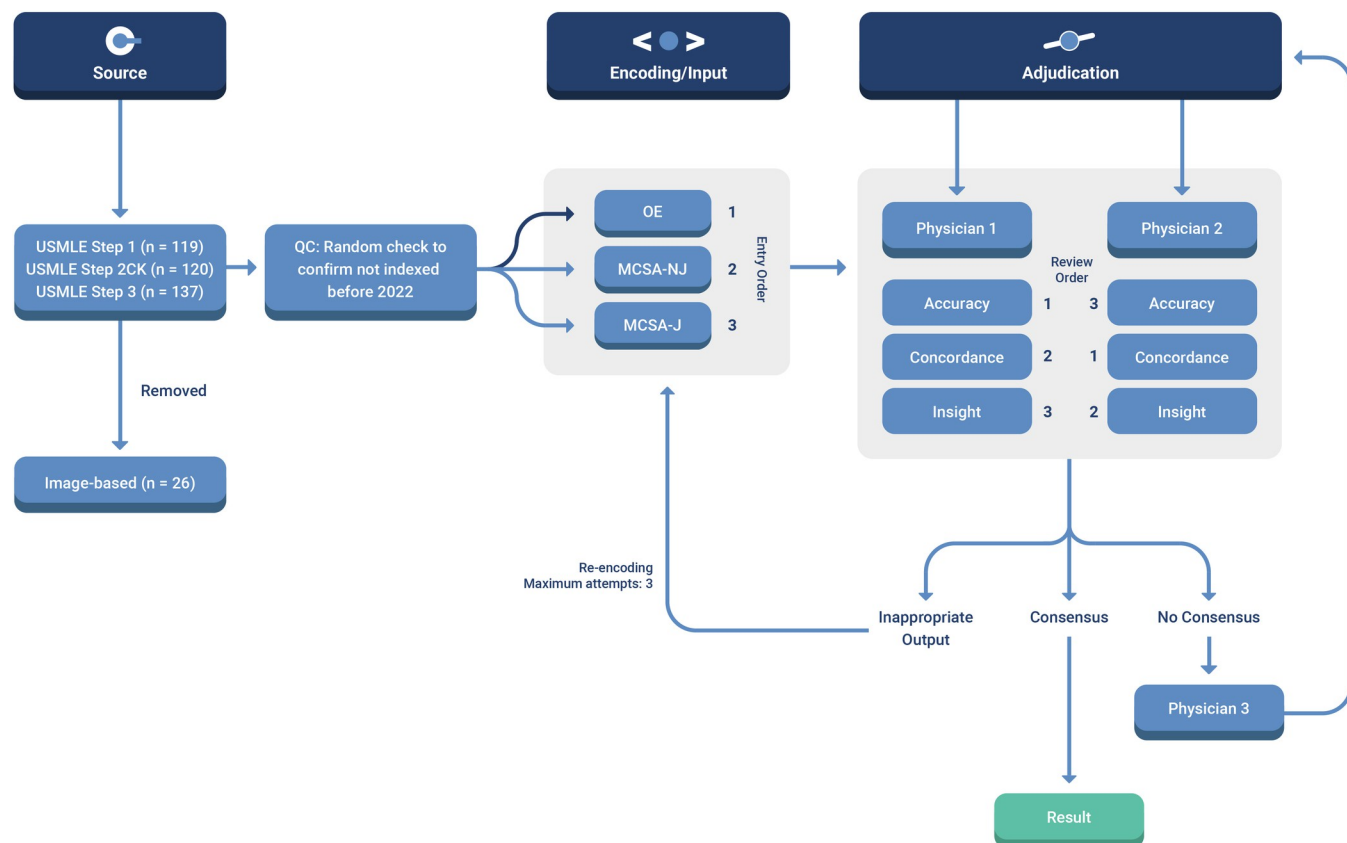 Source
Encoding/Input
Adjudication
USMLE Step 1 (n = 119)
USMLE Step 2CK (n = 120)
USMLE Step 3 (n = 137)
Removed
Image-based (n = 26)
QC: Random check to
confirm not indexed
before 2022
OE
1
MCSA-NJ
2
MCSA-J
3
Entry Order
Re-encoding
Maximum attempts: 3
Physician 1
Physician 2
Review
Order
Accuracy
1
3
Accuracy
Concordance
2
1
Concordance
Insight
3
2
Insight
Inappropriate
Output
Consensus
No Consensus
Physician 3
Result